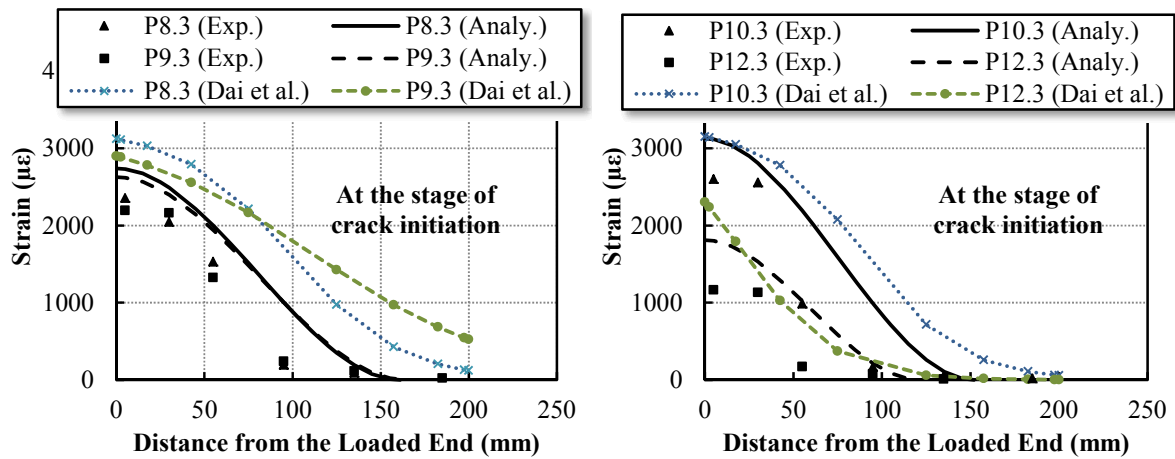 P8.3 (Exp.) P8.3 (Analy.)
P9.3 (Exp.) P9.3 (Analy.)
P8.3 (Dai et al.) P9.3 (Dai et al.)
4
3000
2000
1000
0
Strain (με)
At the stage of
crack initiation
0 50 100 150 200 250
Distance from the Loaded End (mm)
P10.3 (Exp.) P10.3 (Analy.)
P12.3 (Exp.) P12.3 (Analy.)
P10.3 (Dai et al.) P12.3 (Dai et al.)
3000
2000
1000
0
Strain (με)
At the stage of
crack initiation
0 50 100 150 200 250
Distance from the Loaded End (mm)